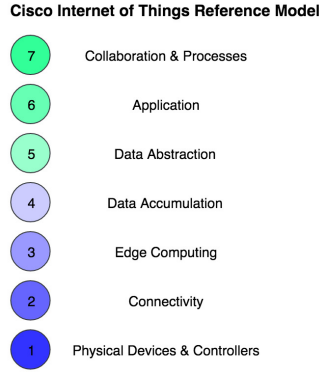 Cisco Internet of Things Reference Model
7 Collaboration & Processes
6 Application
5 Data Abstraction
4 Data Accumulation
3 Edge Computing
2 Connectivity
1 Physical Devices & Controllers